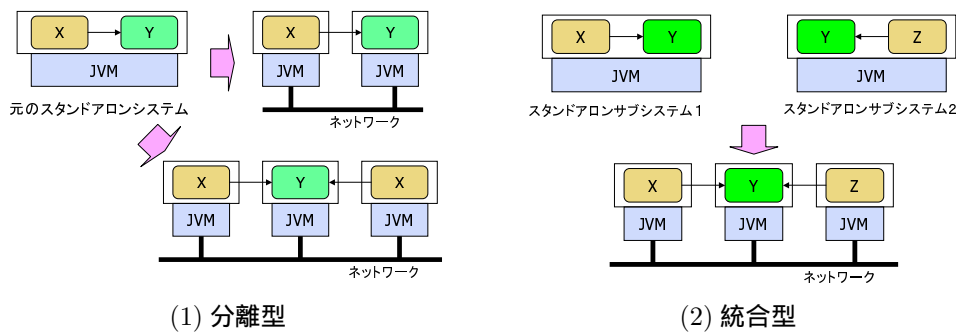 X Y
JVM
元のスタンドアロンシステム
X Y
JVM JVM
ネットワーク
X Y X
JVM JVM JVM
ネットワーク
(1) 分離型
X Y
JVM
スタンドアロンサブシステム1
Y Z
JVM
スタンドアロンサブシステム2
X Y Z
JVM JVM JVM
ネットワーク
(2) 統合型